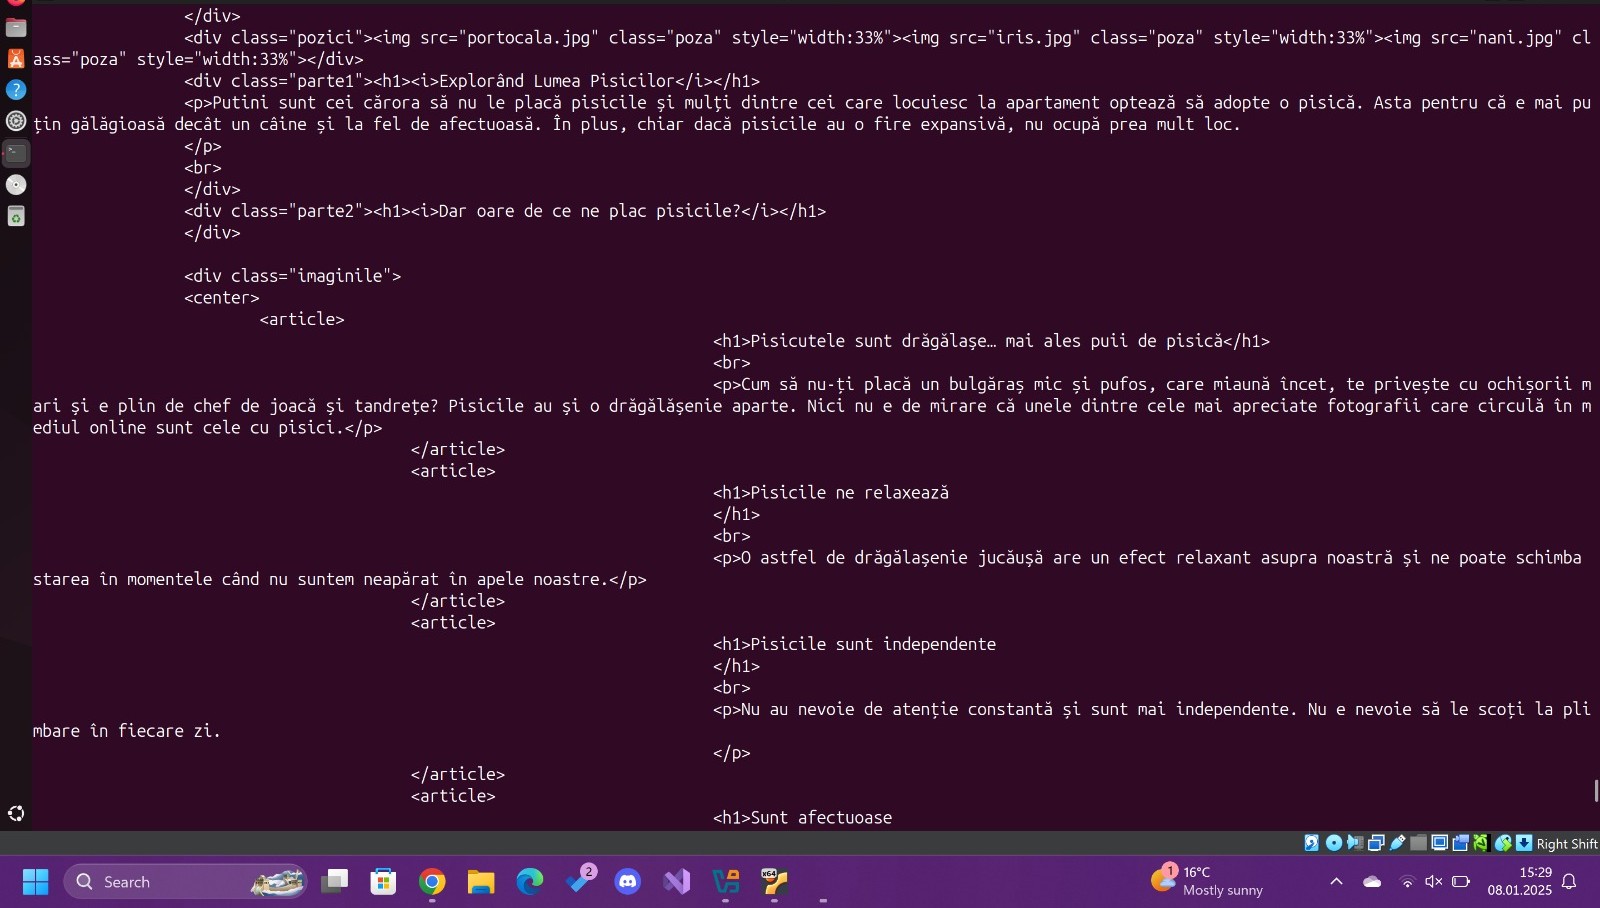 </div>
<div class="pozici"><img src="portocala.jpg" class="poza" style="width:33%"><img src="iris.jpg" class="poza" style="width:33%"><img src="nani.jpg" cl
ass="poza" style="width:33%"></div>
<div class="parte1"><h1><i>Explorând Lumea Pisicilor</i></h1>
<p>Putini sunt cei cărora să nu le placă pisicile și mulți dintre cei care locuiesc la apartament optează să adopte o pisică. Asta pentru că e mai pu
țin gălăgioasă decât un câine și la fel de afectuoasă. În plus, chiar dacă pisicile au o fire expansivă, nu ocupă prea mult loc.
</p>
<br>
</div>
<div class="parte2"><h1><i>Dar oare de ce ne plac pisicile?</i></h1>
</div>
<div class="imaginile">
<center>
<article>
<h1>Pisicutele sunt drăgălașe… mai ales puii de pisică</h1>
<br>
<p>Cum să nu-ți placă un bulgăraș mic și pufos, care miaună încet, te privește cu ochișorii m
ari și e plin de chef de joacă și tandrețe? Pisicile au și o drăgălășenie aparte. Nici nu e de mirare că unele dintre cele mai apreciate fotografii care circulă în m
ediul online sunt cele cu pisici.</p>
</article>
<article>
<h1>Pisicile ne relaxează
</h1>
<br>
<p>O astfel de drăgălașenie jucăușă are un efect relaxant asupra noastră și ne poate schimba
starea în momentele când nu suntem neapărat în apele noastre.</p>
</article>
<article>
<h1>Pisicile sunt independente
</h1>
<br>
<p>Nu au nevoie de atenție constantă și sunt mai independente. Nu e nevoie să le scoți la pli
mbare în fiecare zi.
</p>
</article>
<article>
<h1>Sunt afectuoase
Right Shift
Search
2
x64
1
16°C
Mostly sunny
15:29
08.01.2025